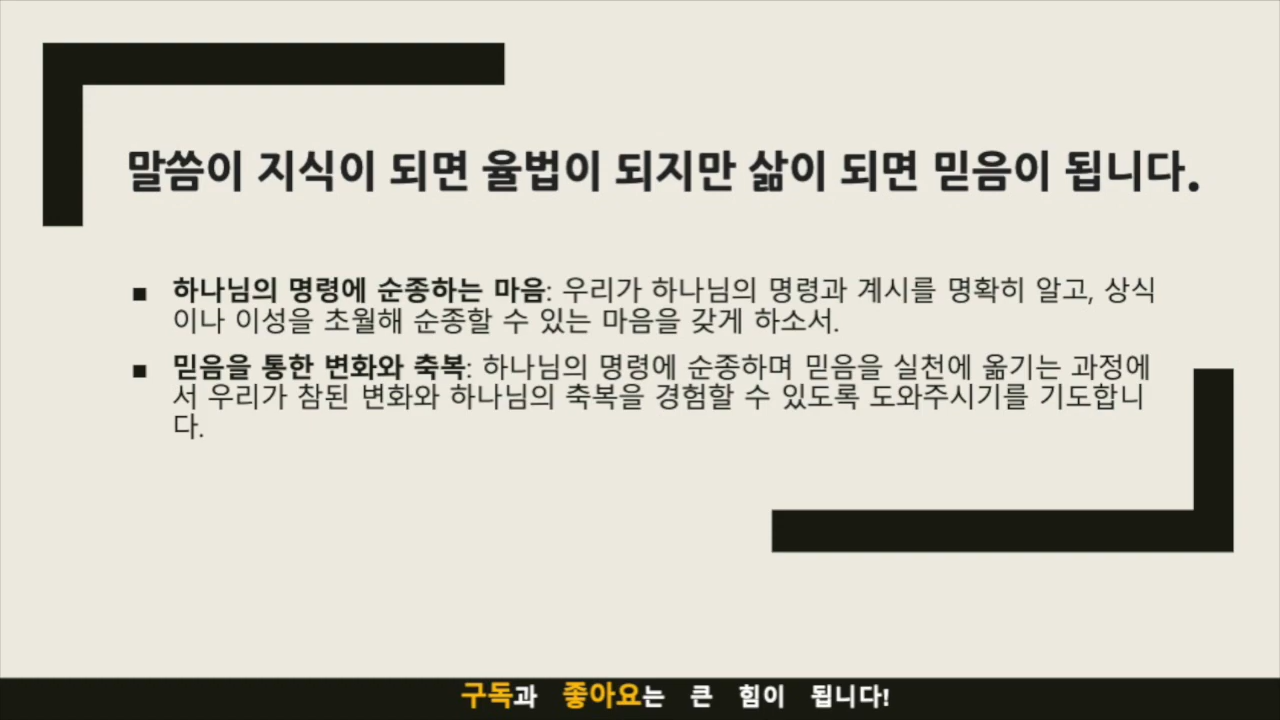 말씀이 지식이 되면 율법이 되지만 삶이 되면 믿음이 됩니다.
■ 하나님의 명령에 순종하는 마음: 우리가 하나님의 명령과 계시를 명확히 알고, 상식
이나 이성을 초월해 순종할 수 있는 마음을 갖게 하소서.
■ 믿음을 통한 변화와 축복: 하나님의 명령에 순종하며 믿음을 실천에 옮기는 과정에
서 우리가 참된 변화와 하나님의 축복을 경험할 수 있도록 도와주시기를 기도합니
다.
구독과 좋아요는 큰 힘이 됩니다!